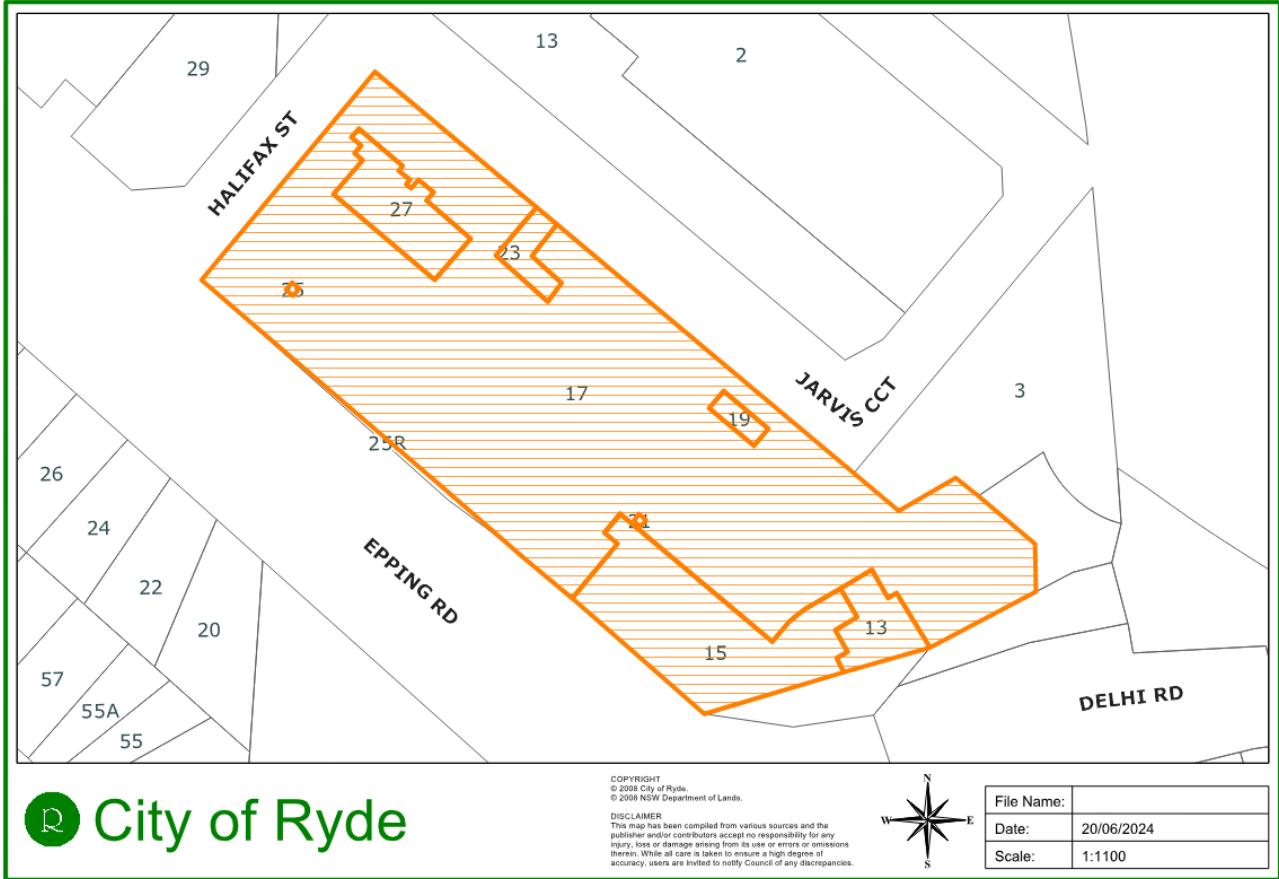 29
13
2
HALIFAX ST
27
23
25
17
JARVIS CCT
3
19
25R
26
24
22
20
21
EPPING RD
13
15
57
55A
55
DELHI RD
R City of Ryde
COPYRIGHT
© 2008 City of Ryde.
© 2008 NSW Department of Lands.
DISCLAIMER
This map has been compiled from various sources and the
publisher and/or contributors accept no responsibility for any
injury, loss or damage arising from its use or errors or omissions
therein. While all care is taken to ensure a high degree of
accuracy, users are invited to notify Council of any discrepancies.
N
W E
S
File Name:
Date: 20/06/2024
Scale: 1:1100